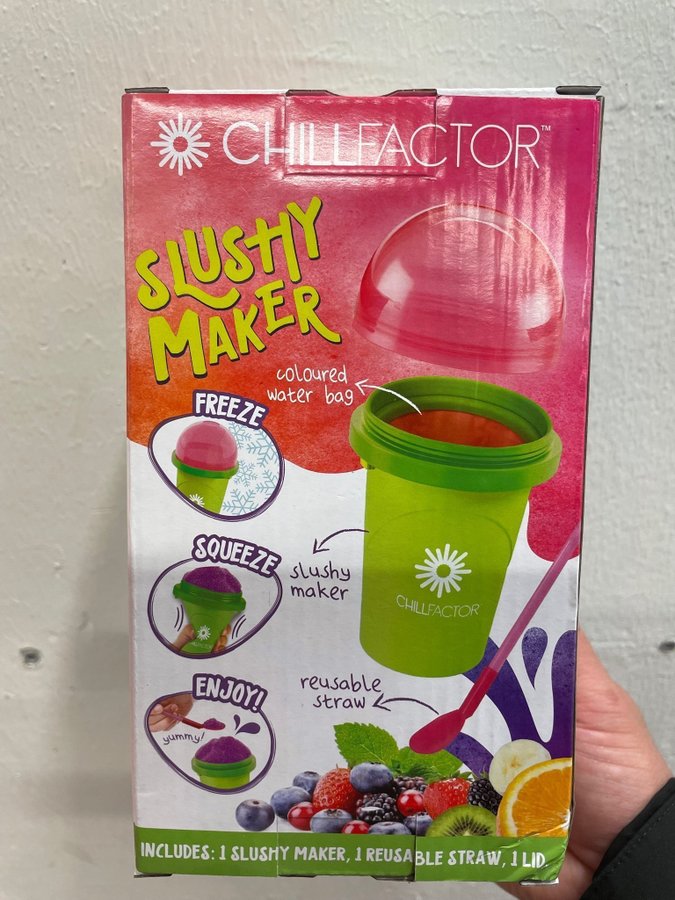 CHILLFACTOR™
SLUSHY
MAKER
coloured
water bag
FREEZE
SQUEEZE
slushy
maker
CHILLFACTOR
reusable
straw
ENJOY!
yummy!
INCLUDES: 1 SLUSHY MAKER, 1 REUSABLE STRAW, 1 LID.